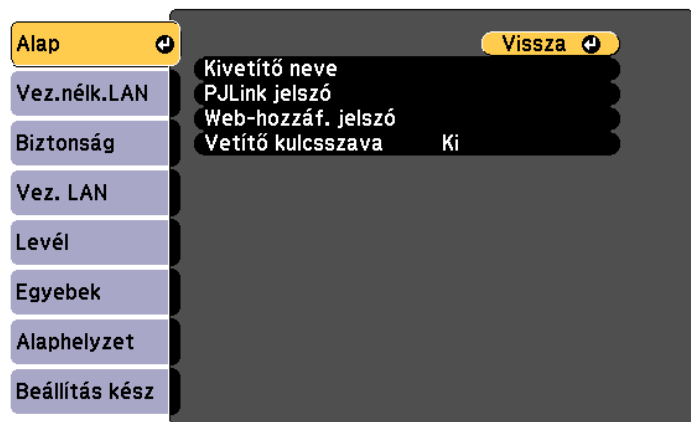 Alap
Vissza
Kivetítő neve
PJLink jelszó
Web-hozzáf. jelszó
Vetítő kulcsszava Ki
Vez.nélk.LAN
Biztonság
Vez. LAN
Levél
Egyebek
Alaphelyzet
Beállítás kész